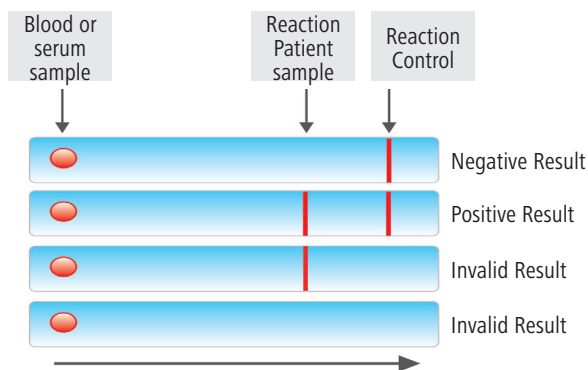 Blood or
serum
sample
Reaction
Patient
sample
Reaction
Control
Negative Result
Positive Result
Invalid Result
Invalid Result